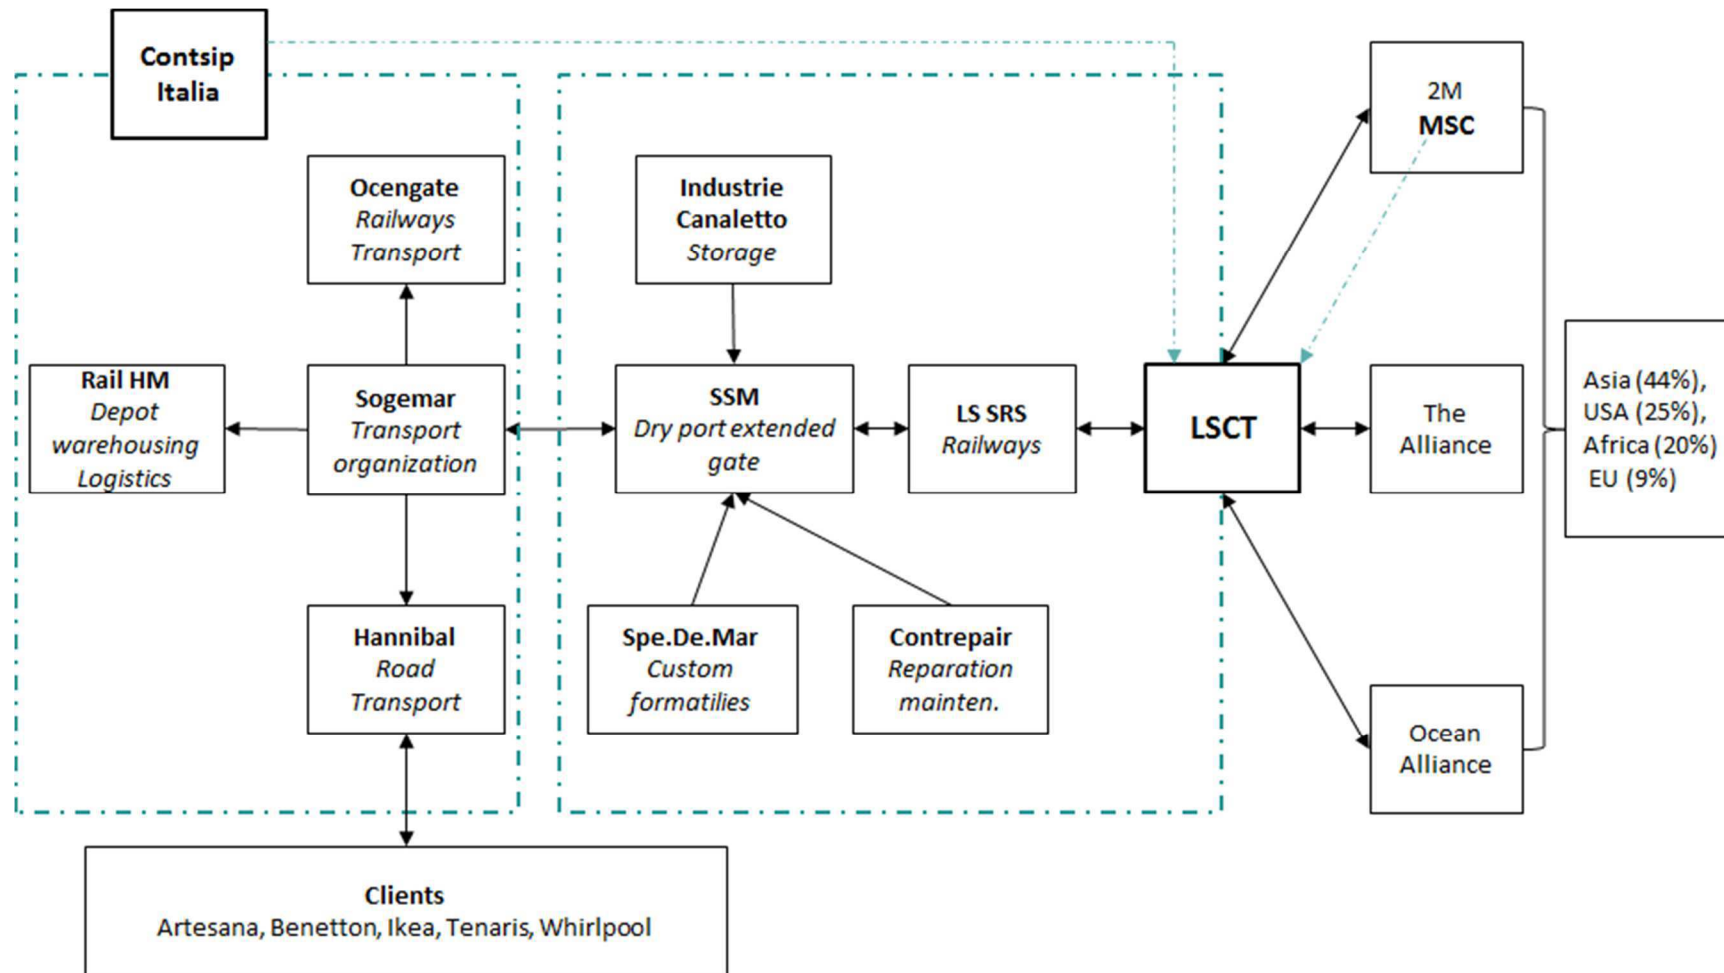 Contsip
Italia
2M
MSC
Ocengate
Railways
Transport
Industrie
Canaletto
Storage
Rail HM
Depot
warehousing
Logistics
Sogemar
Transport
organization
SSM
Dry port extended
gate
LS SRS
Railways
LSCT
The
Alliance
Asia (44%),
USA (25%),
Africa (20%)
EU (9%)
Hannibal
Road
Transport
Spe.De.Mar
Custom
formatilies
Contrepair
Reparation
mainten.
Ocean
Alliance
Clients
Artesana, Benetton, Ikea, Tenaris, Whirlpool